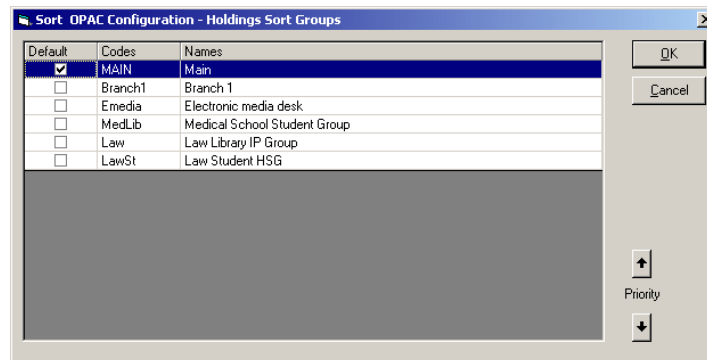 Sort OPAC Configuration - Holdings Sort Groups
Default Codes Names
MAIN Main
Branch1 Branch 1
Emedia Electronic media desk
MedLib Medical School Student Group
Law Law Library IP Group
LawSt Law Student HSG
OK
Cancel
Priority